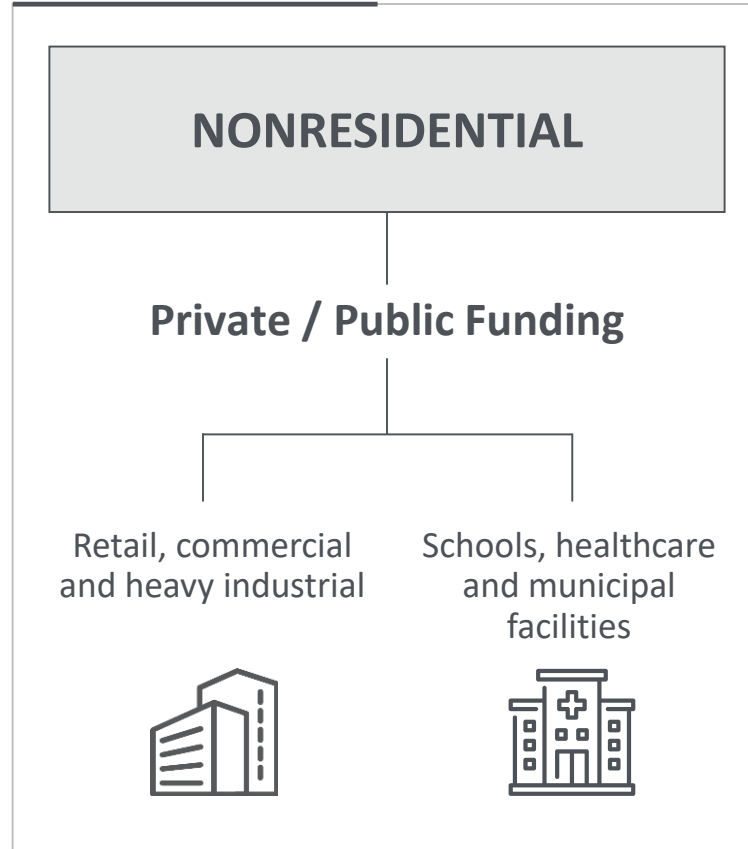 NONRESIDENTIAL
Private / Public Funding
Retail, commercial
and heavy industrial
Schools, healthcare
and municipal
facilities